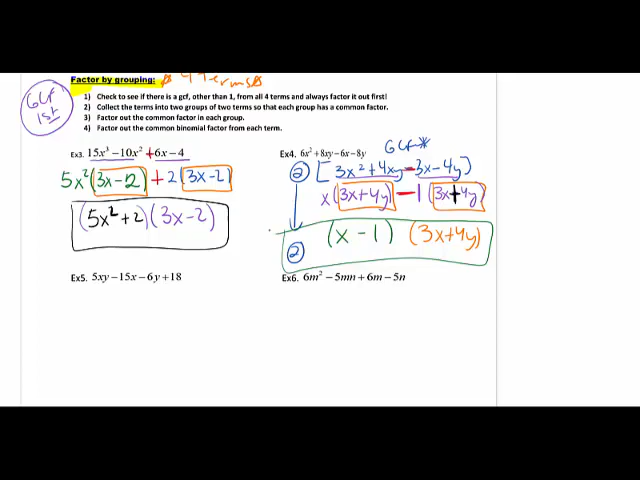 Factor by grouping: 4 Terms
GCF
1st
1) Check to see if there is a gcf, other than 1, from all 4 terms and always factor it out first!
2) Collect the terms into two groups of two terms so that each group has a common factor.
3) Factor out the common factor in each group.
4) Factor out the common binomial factor from each term.
Ex3. 15x³ −10x² +6x−4
5x² (3x−2) + 2(3x−2)
(5x²+2)(3x−2)
Ex4. 6x² +8xy−6x−8y GCF*
2 [3x²+4xy−3x−4y]
x(3x+4y) −1 (3x+4y)
2 (x−1) (3x+4y)
Ex5. 5xy−15x−6y+18
Ex6. 6m² −5mn+6m−5n